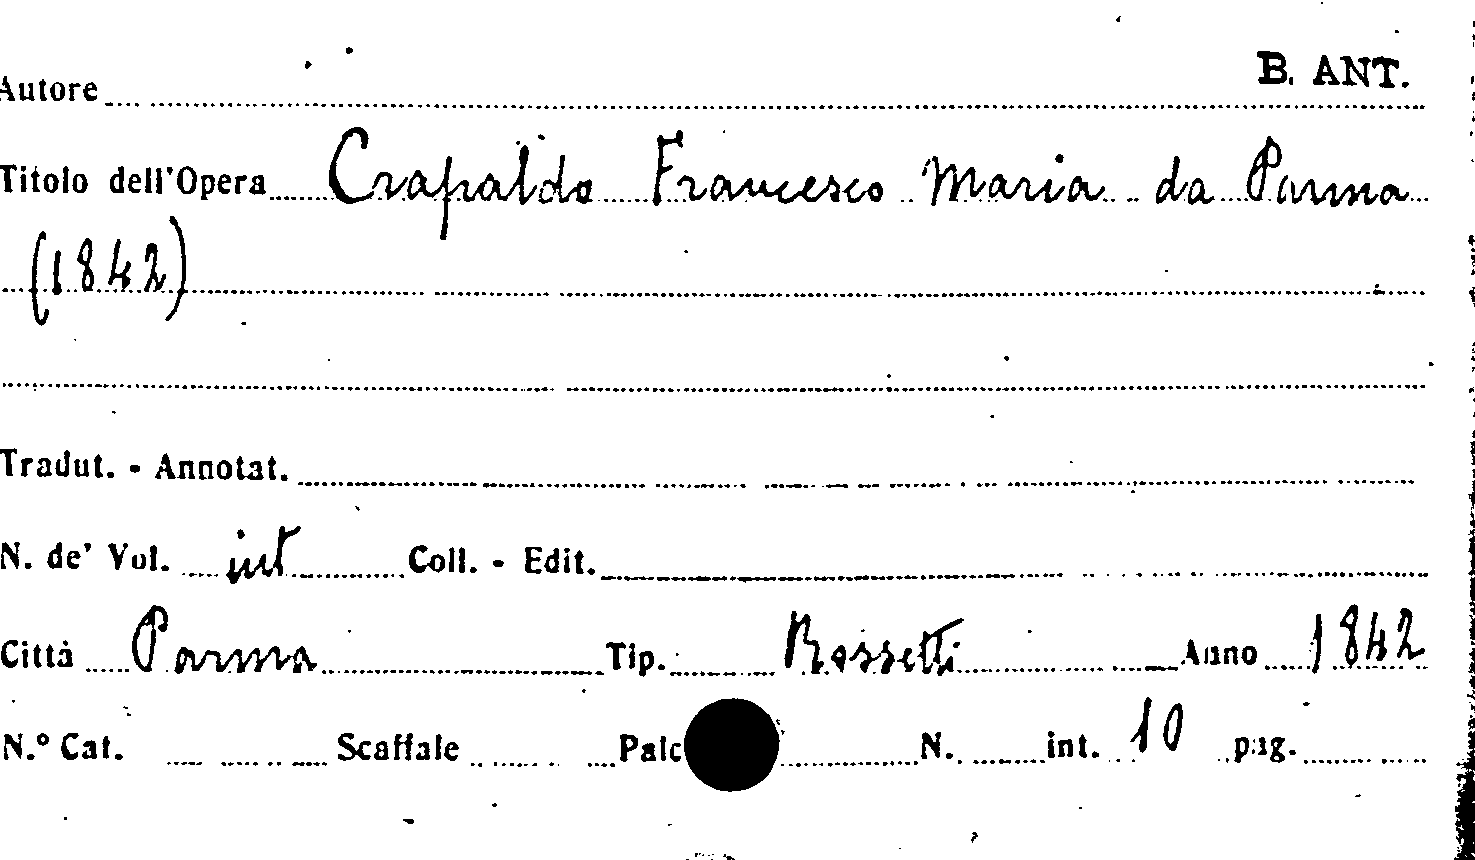 B. ANT.
Autore
Titolo dell'Opera Crapaldo Francesco Maria da Parma
(1842)
Tradut. - Annotat.
N. de' Vol. int Coll. - Edit.
Città Parma Tip. Rossetti Anno 1842
N.º Cat. Scaffale Palc N. int. 10 pag.